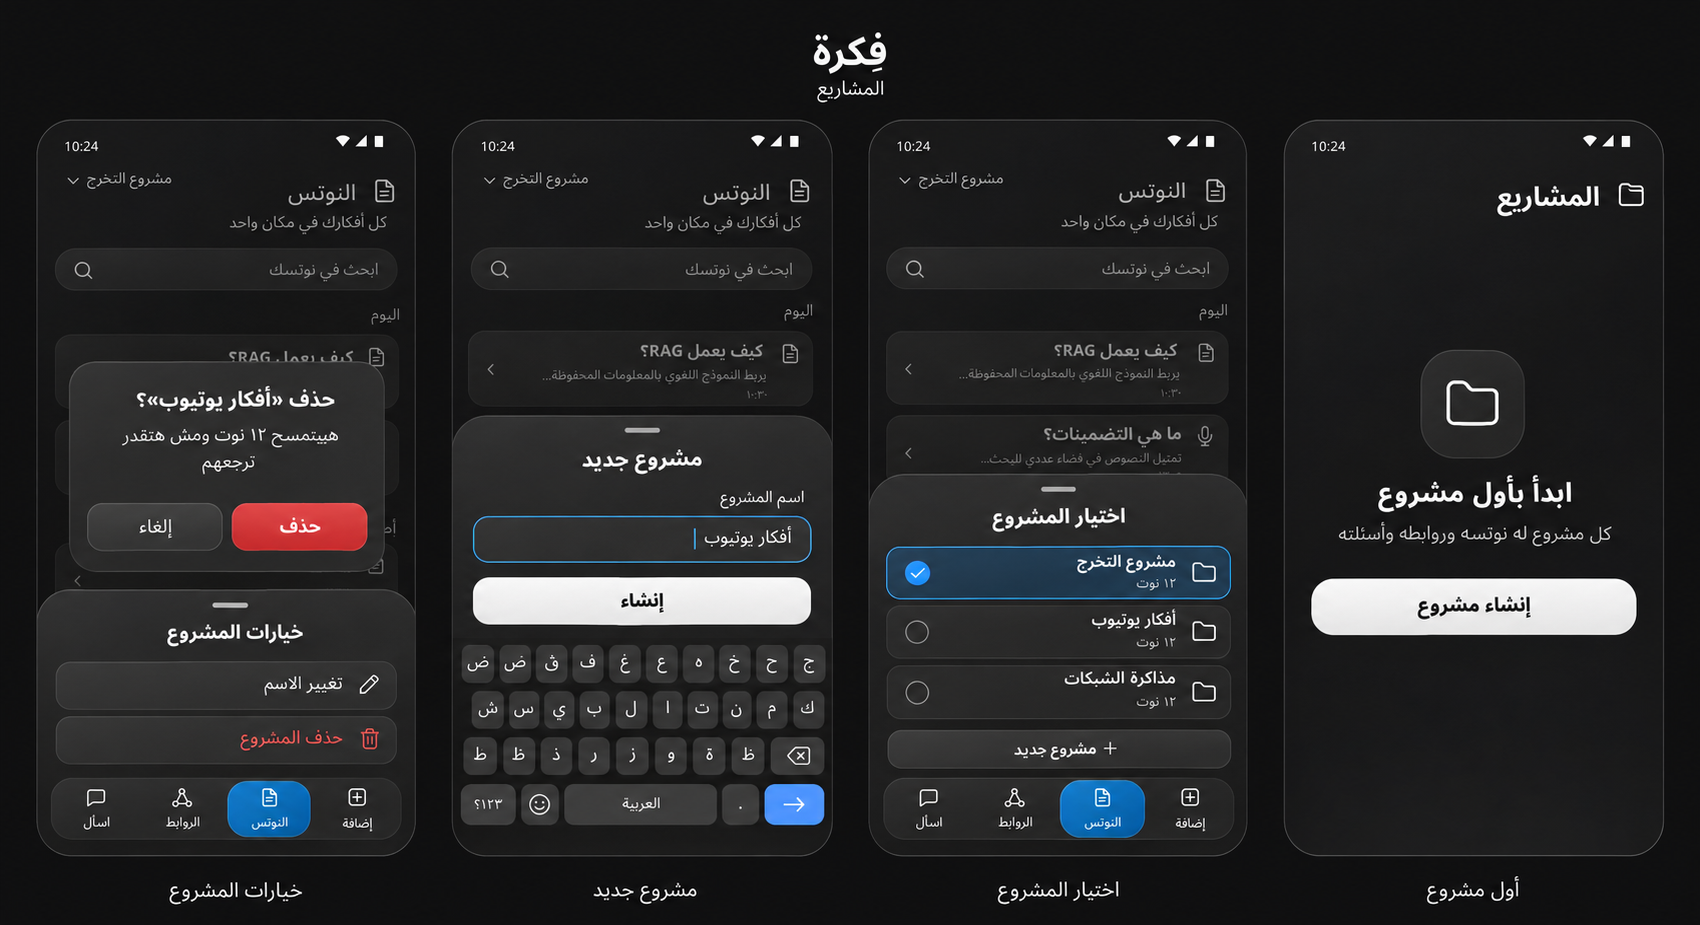 فِكرة
المشاريع
10:24
المشاريع
ابدأ بأول مشروع
كل مشروع له نوتسه وروابطه وأسئلته
إنشاء مشروع
أول مشروع
10:24
مشروع التخرج
النوتس
كل أفكارك في مكان واحد
ابحث في نوتسك
اليوم
كيف يعمل RAG؟
يربط النموذج اللغوي بالمعلومات المحفوظة...
١٠:٣٠
ما هي التضمينات؟
تمثيل النصوص في فضاء عددي للبحث...
اختيار المشروع
مشروع التخرج
١٢ نوت
أفكار يوتيوب
١٢ نوت
مذاكرة الشبكات
١٢ نوت
+ مشروع جديد
إضافة
النوتس
الروابط
اسأل
اختيار المشروع
10:24
مشروع التخرج
النوتس
كل أفكارك في مكان واحد
ابحث في نوتسك
اليوم
كيف يعمل RAG؟
يربط النموذج اللغوي بالمعلومات المحفوظة...
١٠:٣٠
مشروع جديد
اسم المشروع
أفكار يوتيوب
إنشاء
ج ح خ ه ع غ ف ق ض ض
ك م ن ت ا ل ب ي س ش
ظ ة و ز ر ذ ظ ط
؟١٢٣ العربية .
مشروع جديد
10:24
مشروع التخرج
النوتس
كل أفكارك في مكان واحد
ابحث في نوتسك
اليوم
كيف يعمل RAG؟
حذف «أفكار يوتيوب»؟
هيتمسح ١٢ نوت ومش هتقدر
ترجعهم
حذف
إلغاء
خيارات المشروع
تغيير الاسم
حذف المشروع
إضافة
النوتس
الروابط
اسأل
خيارات المشروع